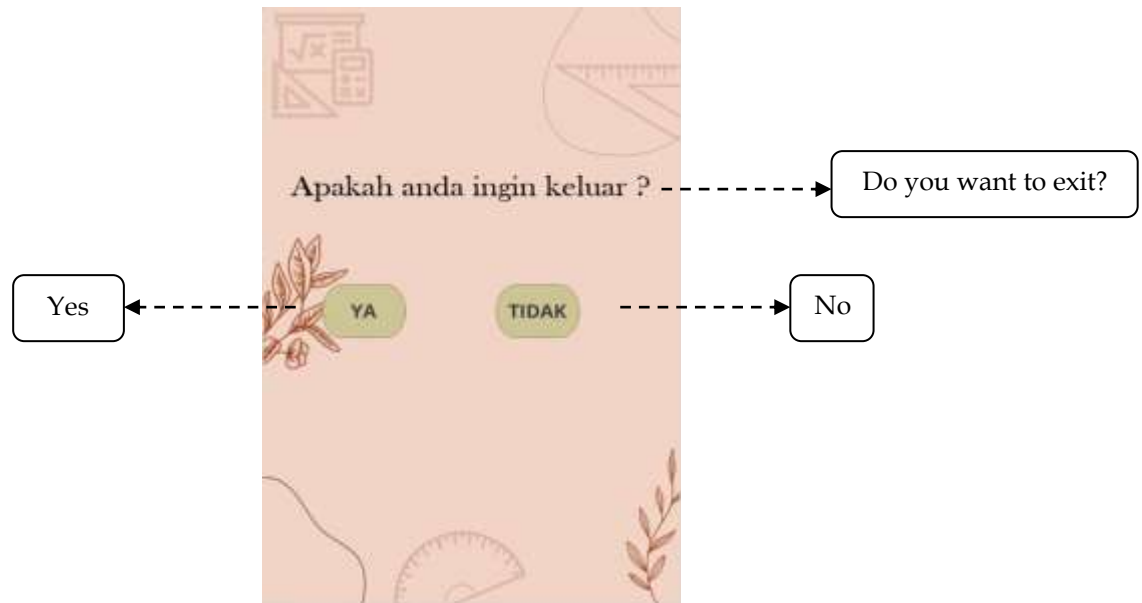 Apakah anda ingin keluar ?
Do you want to exit?
Yes
YA
TIDAK
No
√x